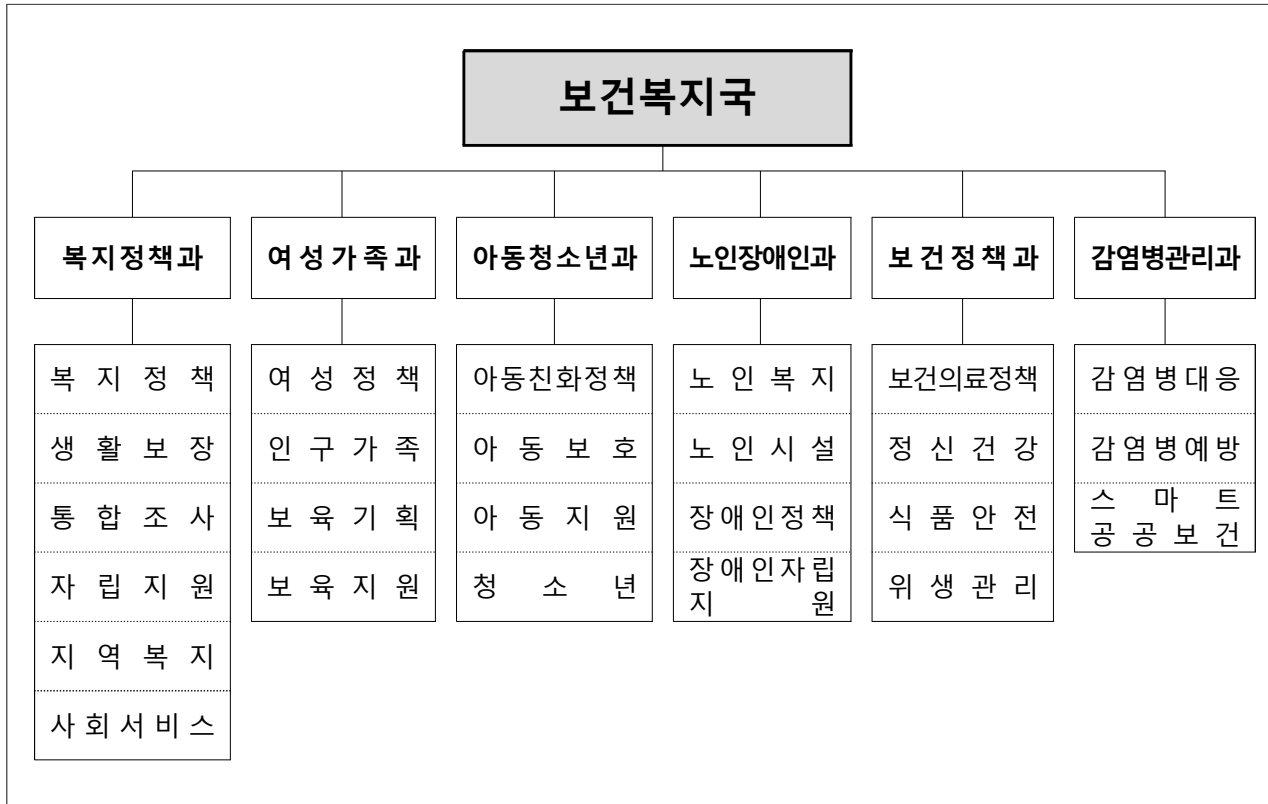 보건복지국
복지정책과
여성가족과
아동청소년과
노인장애인과
보건정책과
감염병관리과
복지정책
생활보장
통합조사
자립지원
지역복지
사회서비스
여성정책
인구가족
보육기획
보육지원
아동친화정책
아동보호
아동지원
청소년
노인복지
노인시설
장애인정책
장애인자립
지원
보건의료정책
정신건강
식품안전
위생관리
감염병대응
감염병예방
스마트
공공보건